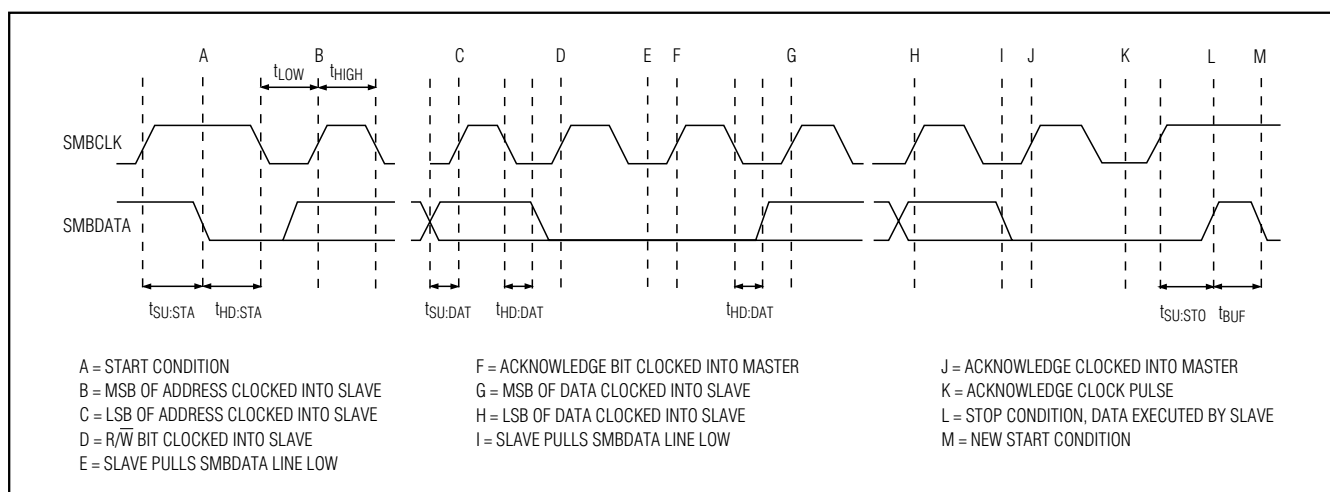 A B C D E F G H I J K L M
tLOW tHIGH
SMBCLK
SMBDATA
tSU:STA tHD:STA tSU:DAT tHD:DAT tHD:DAT tSU:STO tBUF
A = START CONDITION
B = MSB OF ADDRESS CLOCKED INTO SLAVE
C = LSB OF ADDRESS CLOCKED INTO SLAVE
D = R/W̅ BIT CLOCKED INTO SLAVE
E = SLAVE PULLS SMBDATA LINE LOW
F = ACKNOWLEDGE BIT CLOCKED INTO MASTER
G = MSB OF DATA CLOCKED INTO SLAVE
H = LSB OF DATA CLOCKED INTO SLAVE
I = SLAVE PULLS SMBDATA LINE LOW
J = ACKNOWLEDGE CLOCKED INTO MASTER
K = ACKNOWLEDGE CLOCK PULSE
L = STOP CONDITION, DATA EXECUTED BY SLAVE
M = NEW START CONDITION